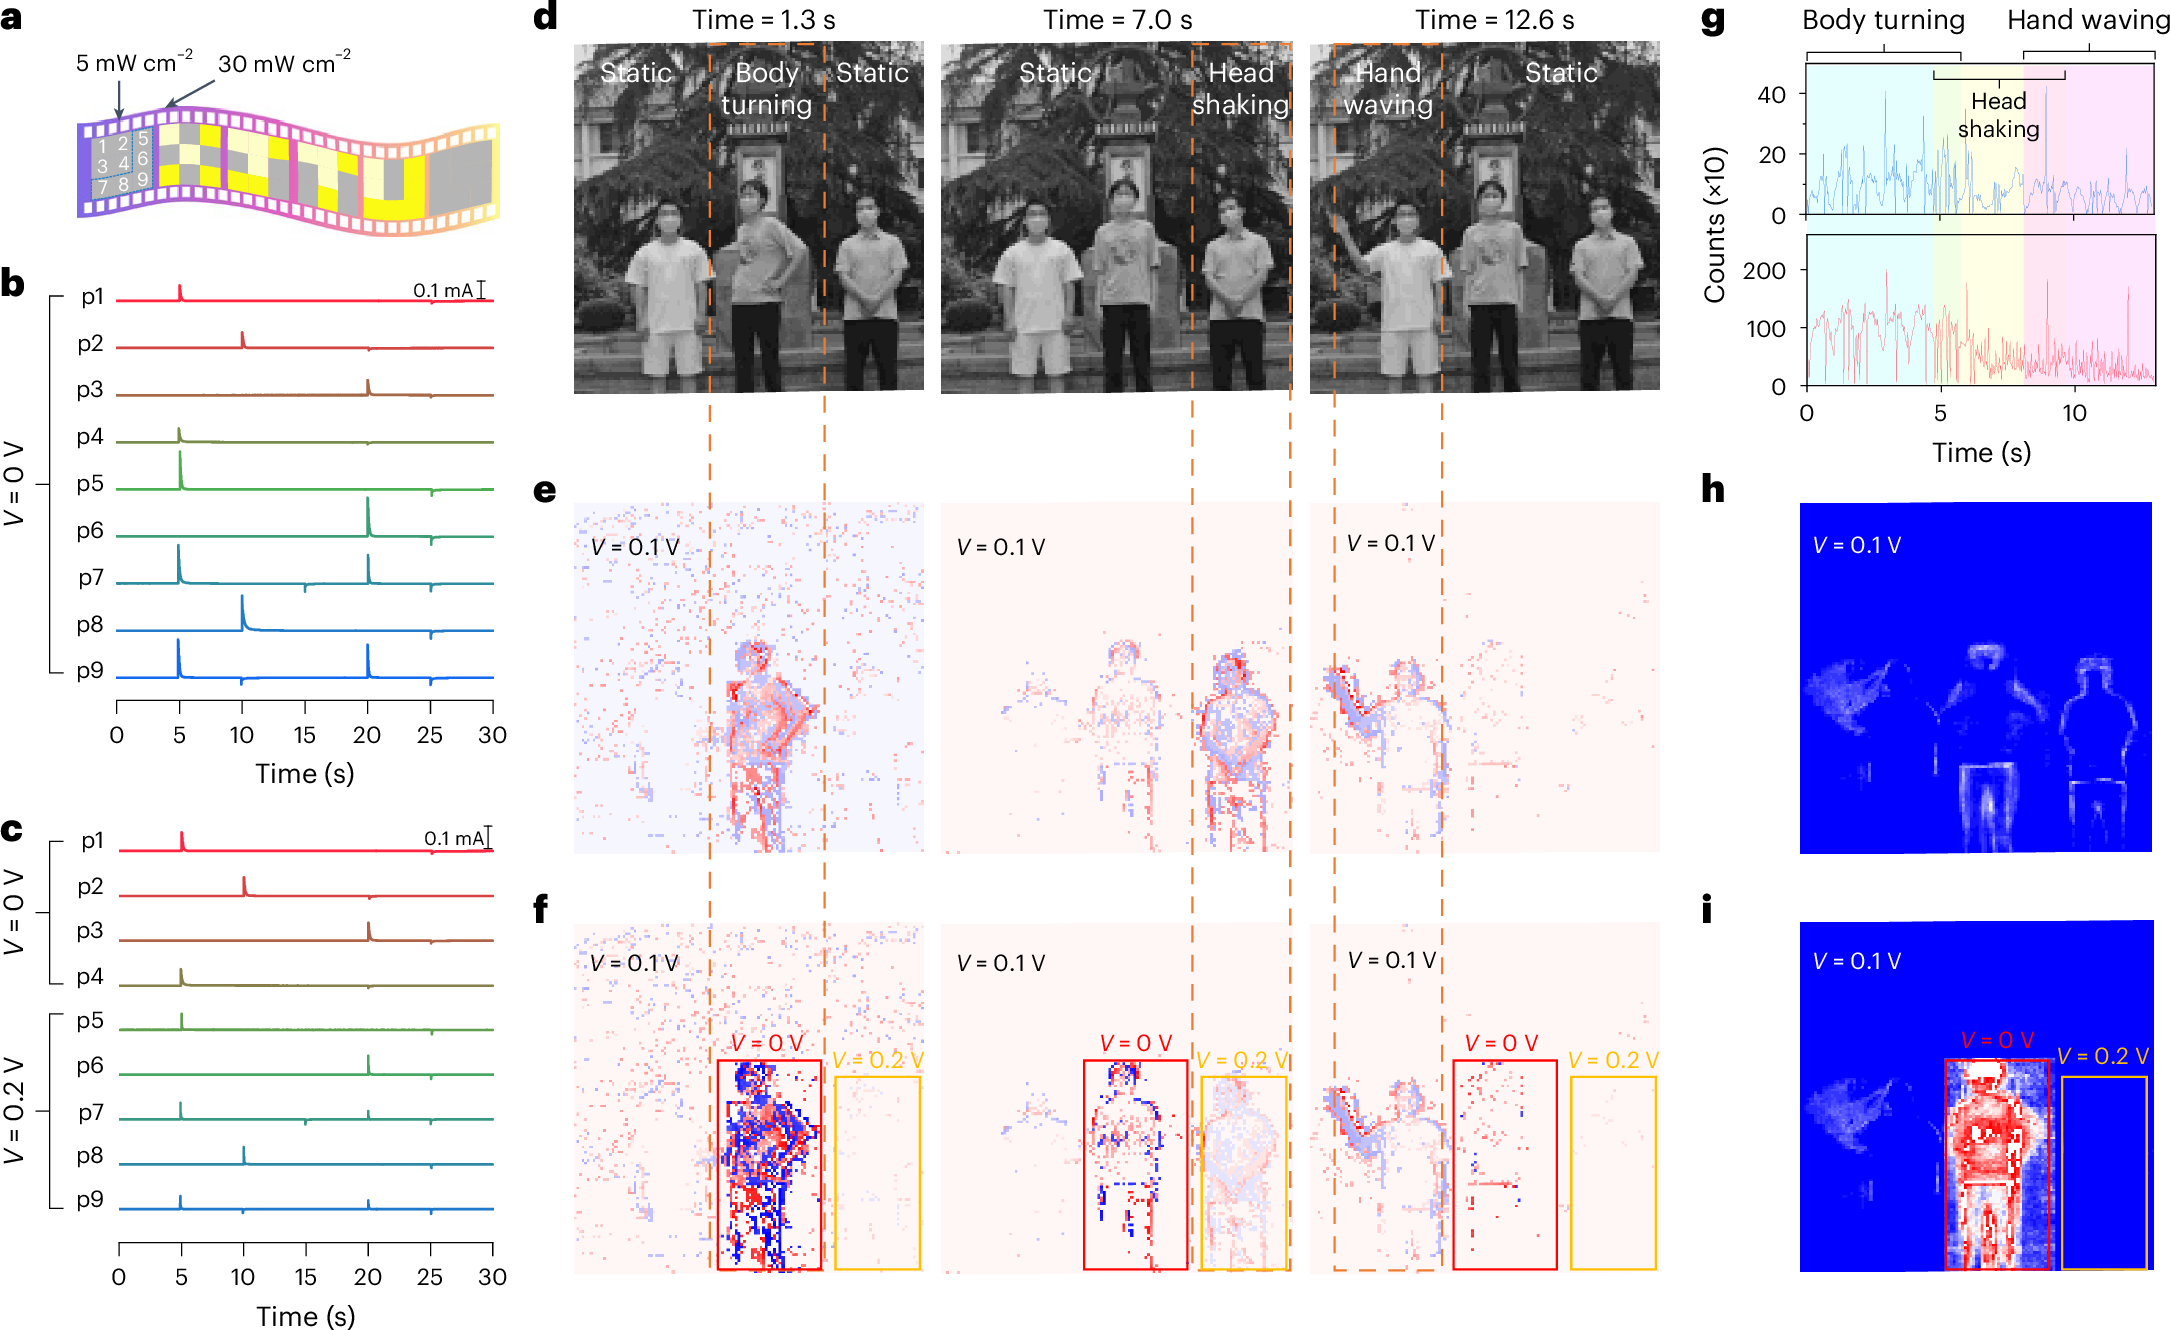 a
5 mW cm⁻² 30 mW cm⁻²
1 2 5
3 4 6
7 8 9
b
V = 0 V
p1
0.1 mA
p2
p3
p4
p5
p6
p7
p8
p9
0 5 10 15 20 25 30
Time (s)
c
V = 0 V
V = 0.2 V
p1
0.1 mA
p2
p3
p4
p5
p6
p7
p8
p9
0 5 10 15 20 25 30
Time (s)
d
Time = 1.3 s
Static
Body
turning
Static
Time = 7.0 s
Static
Head
shaking
Time = 12.6 s
Hand
waving
Static
e
V = 0.1 V
V = 0.1 V
V = 0.1 V
f
V = 0.1 V
V = 0 V
V = 0.2 V
V = 0.1 V
V = 0 V
V = 0.2 V
V = 0.1 V
V = 0 V
V = 0.2 V
g
Body turning
Hand waving
Head
shaking
Counts (×10)
40
20
0
200
100
0
0 5 10
Time (s)
h
V = 0.1 V
i
V = 0.1 V
V = 0 V
V = 0.2 V